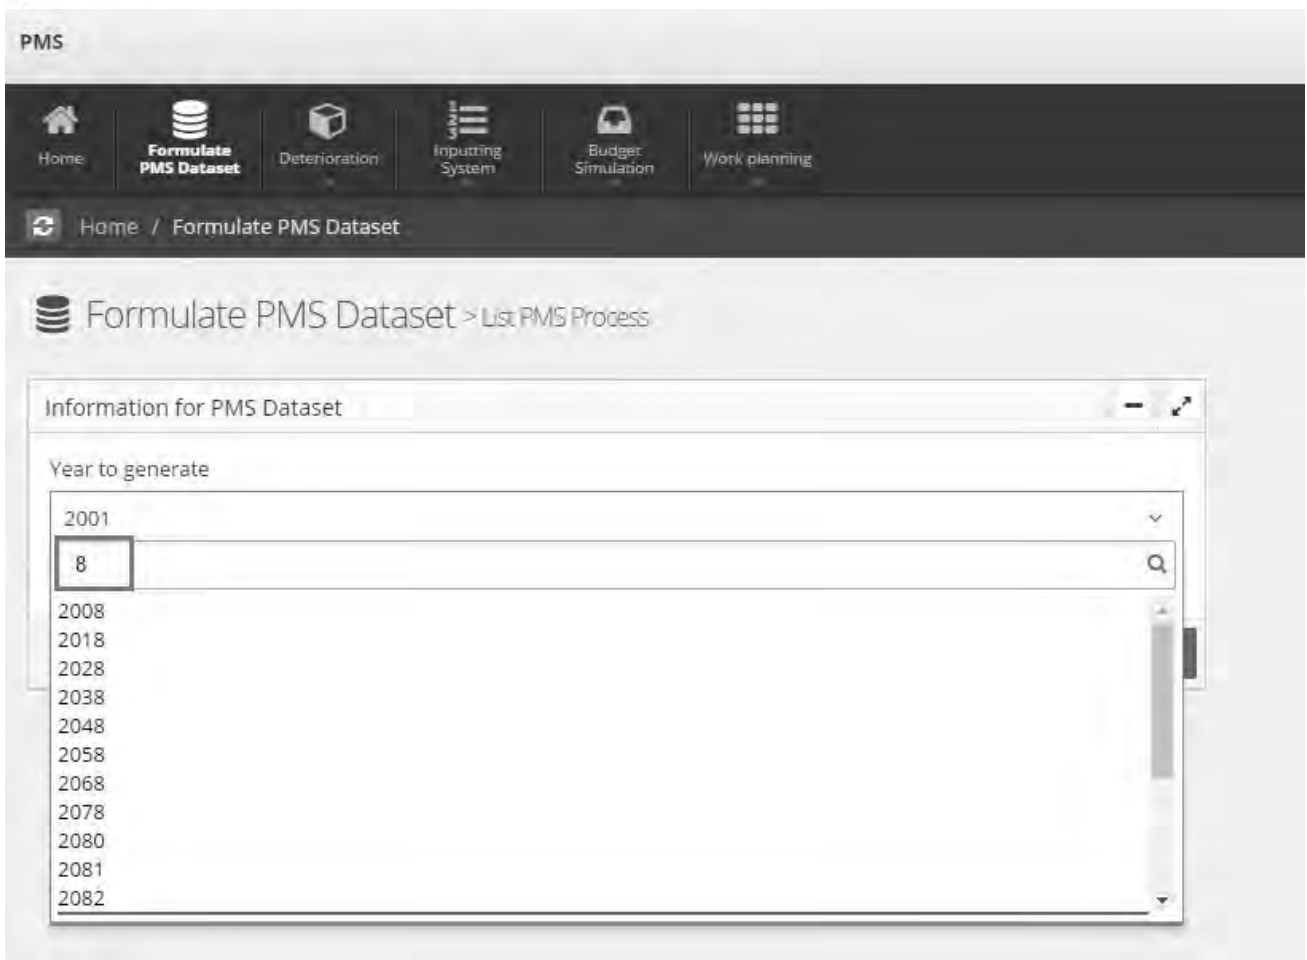 PMS
Home
Formulate
PMS Dataset
Deterioration
Inputting
System
Budget
Simulation
Work planning
Home / Formulate PMS Dataset
Formulate PMS Dataset > List PMS Process
Information for PMS Dataset
Year to generate
2001
8
2008
2018
2028
2038
2048
2058
2068
2078
2080
2081
2082